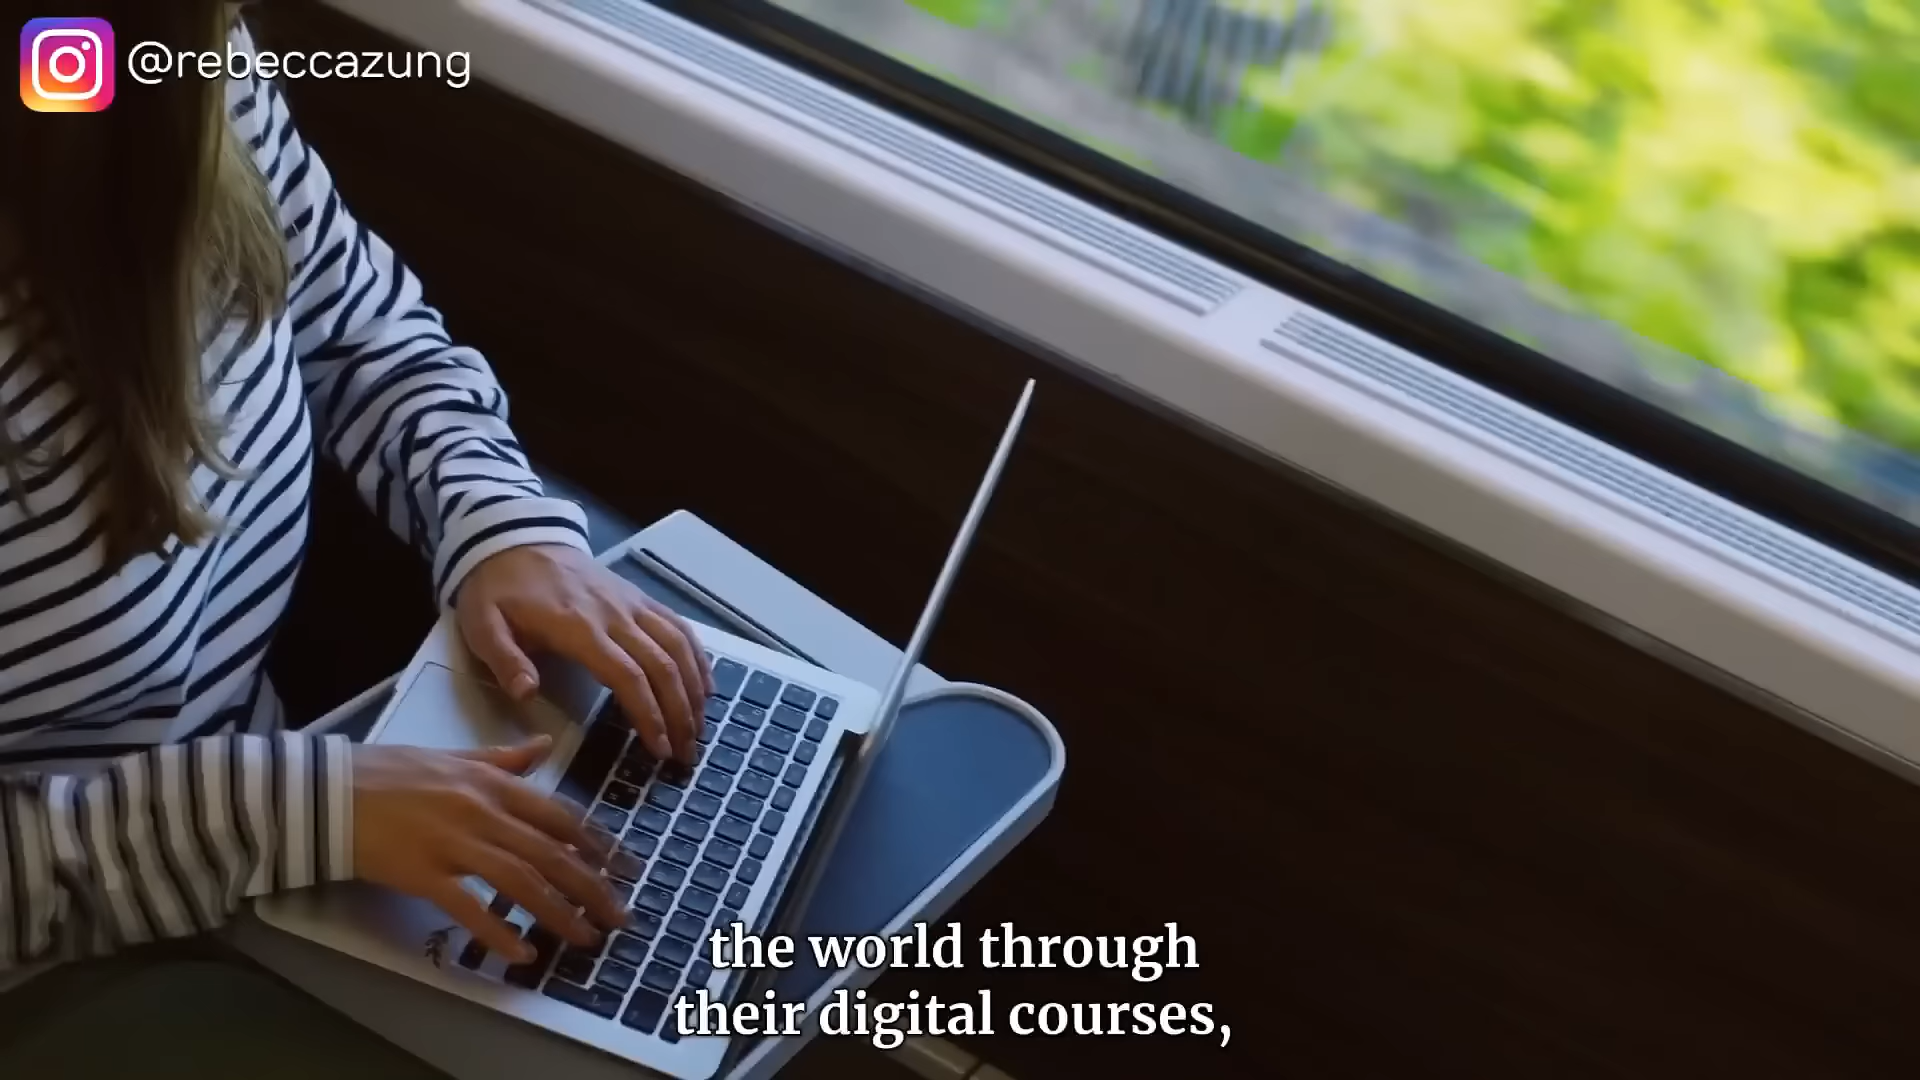 @rebeccazung
the world through
their digital courses,